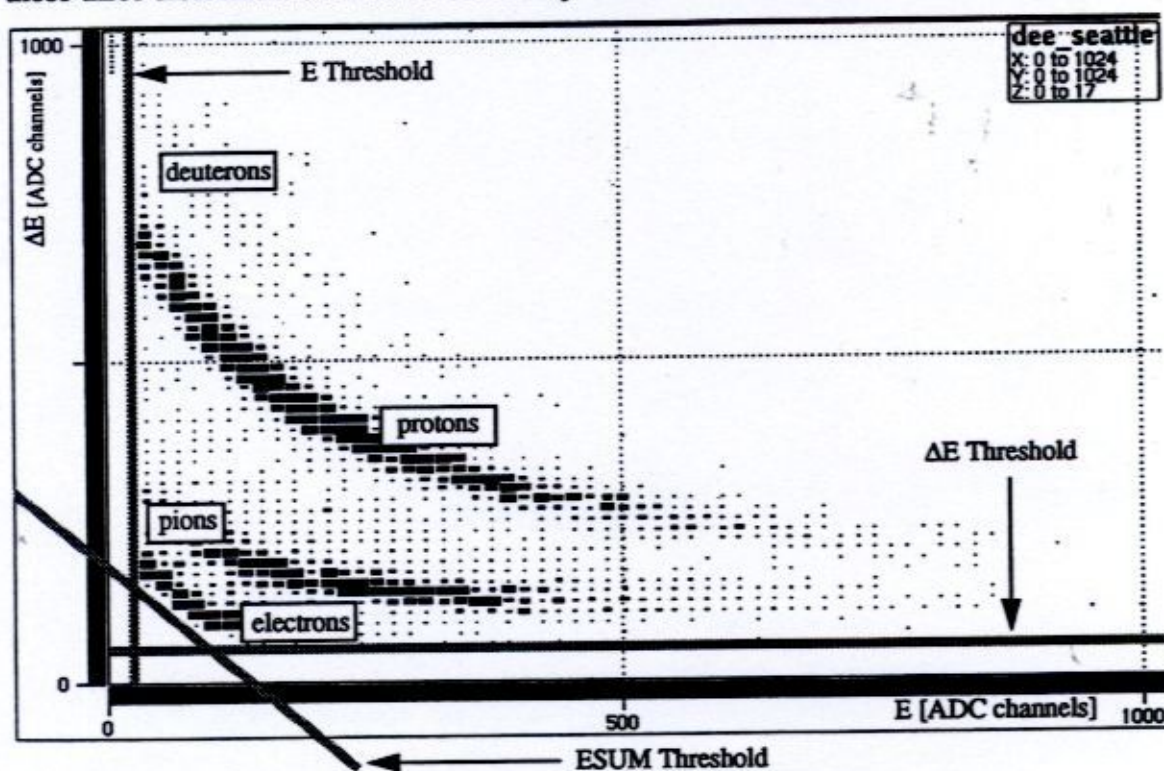 1000
ΔE [ADC channels]
E Threshold
dee_seattle
X: 0 to 1024
Y: 0 to 1024
Z: 0 to 17
deuterons
protons
ΔE Threshold
pions
electrons
0
0
500
E [ADC channels]
1000
ESUM Threshold